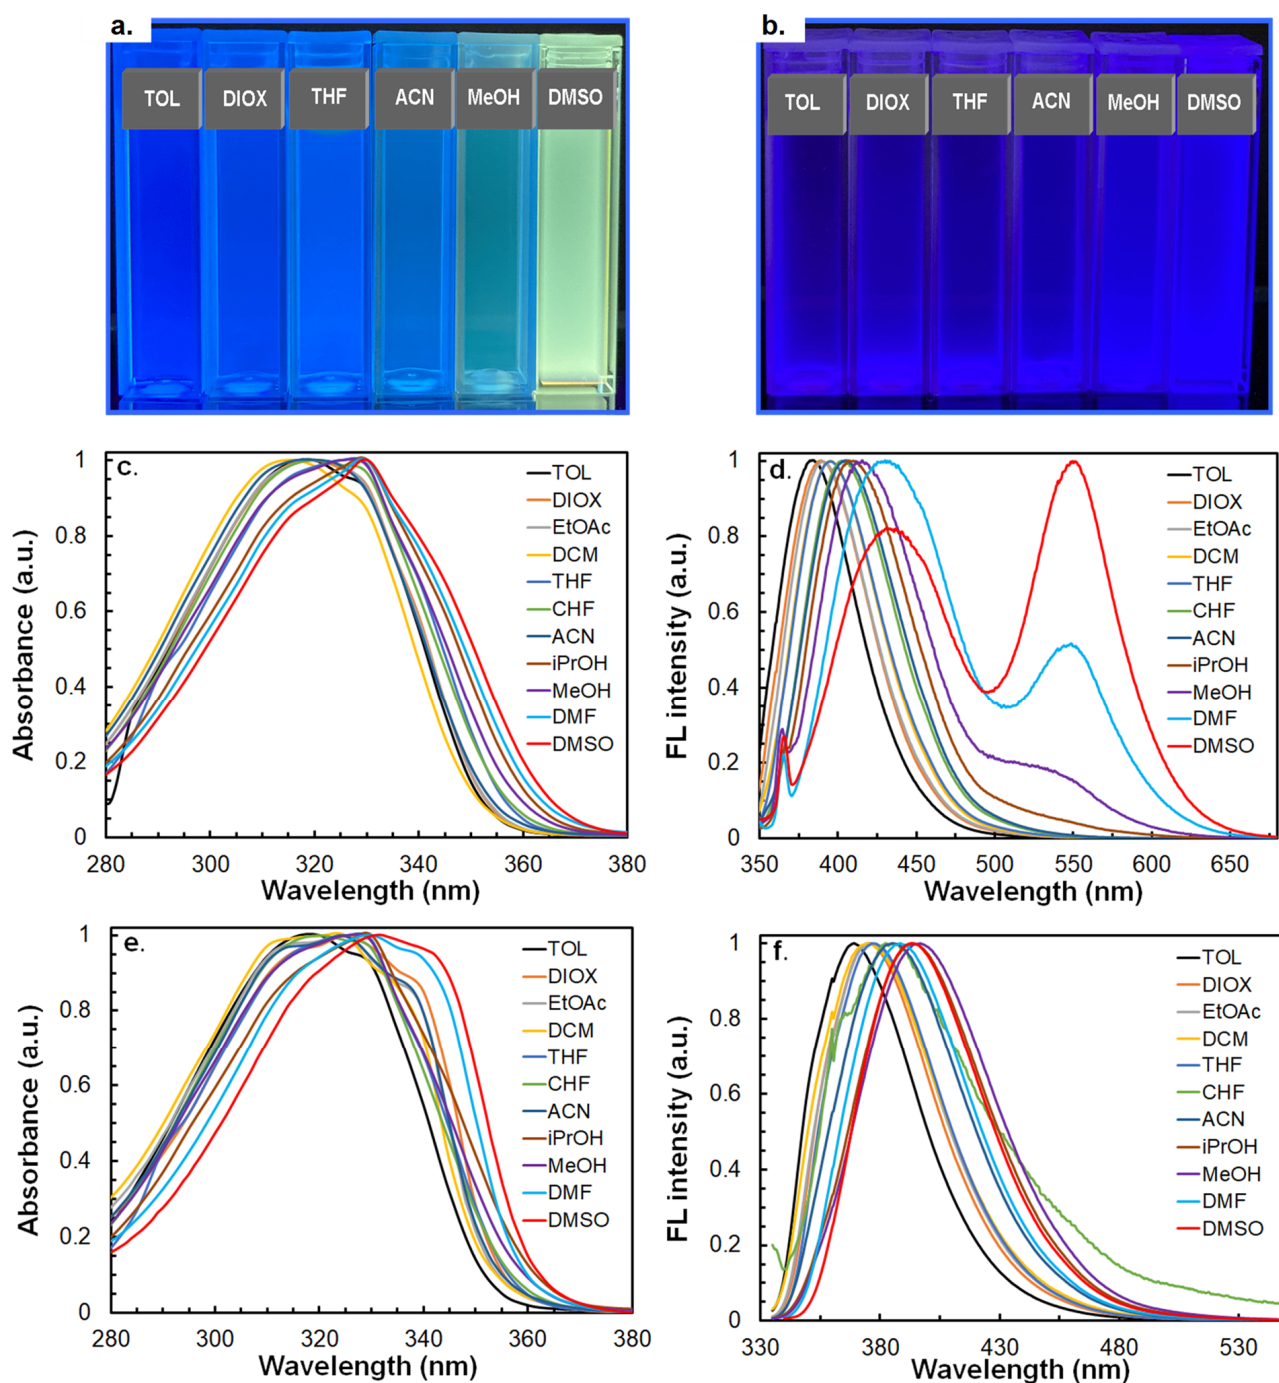 a.
TOL DIOX THF ACN MeOH DMSO
b.
TOL DIOX THF ACN MeOH DMSO
c.
Absorbance (a.u.)
1
0.8
0.6
0.4
0.2
0
280 300 320 340 360 380
Wavelength (nm)
TOL
DIOX
EtOAc
DCM
THF
CHF
ACN
iPrOH
MeOH
DMF
DMSO
d.
FL intensity (a.u.)
1
0.8
0.6
0.4
0.2
0
350 400 450 500 550 600 650
Wavelength (nm)
TOL
DIOX
EtOAc
DCM
THF
CHF
ACN
iPrOH
MeOH
DMF
DMSO
e.
Absorbance (a.u.)
1
0.8
0.6
0.4
0.2
0
280 300 320 340 360 380
Wavelength (nm)
TOL
DIOX
EtOAc
DCM
THF
CHF
ACN
iPrOH
MeOH
DMF
DMSO
f.
FL intensity (a.u.)
1
0.8
0.6
0.4
0.2
0
330 380 430 480 530
Wavelength (nm)
TOL
DIOX
EtOAc
DCM
THF
CHF
ACN
iPrOH
MeOH
DMF
DMSO